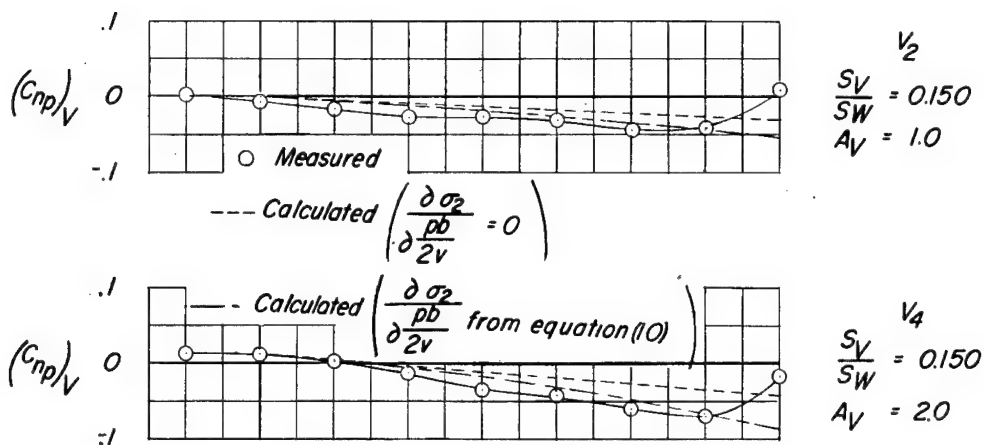 .1
(Cnp)V 0
-.1
V2
SV/SW = 0.150
AV = 1.0
Measured
--- Calculated (∂σ2/∂ pb/2v = 0)
.1
(Cnp)V 0
-.1
— - Calculated (∂σ2/∂ pb/2v from equation (10))
V4
SV/SW = 0.150
AV = 2.0